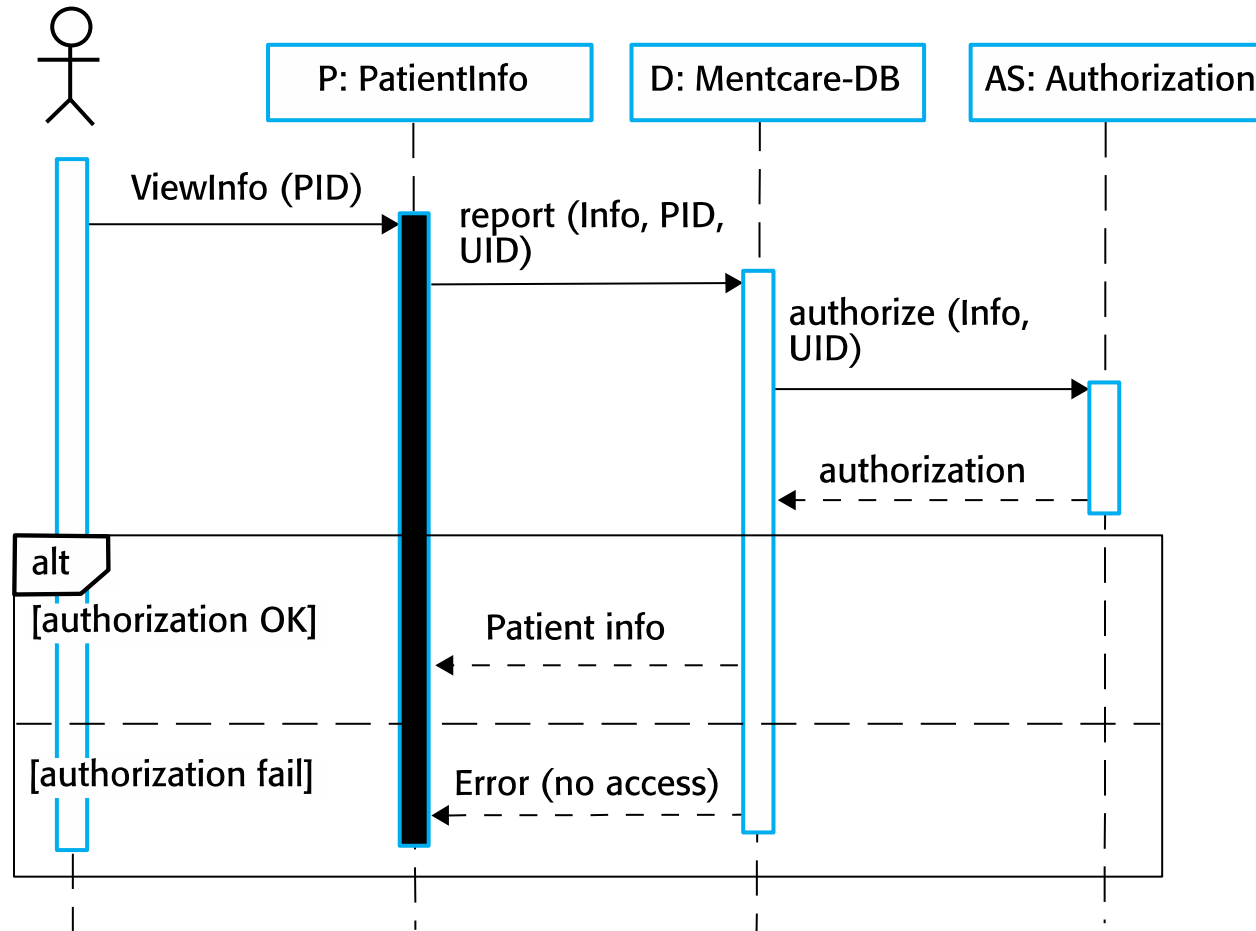 P: PatientInfo
D: Mentcare-DB
AS: Authorization
ViewInfo (PID)
report (Info, PID,
UID)
authorize (Info,
UID)
authorization
alt
[authorization OK]
Patient info
[authorization fail]
Error (no access)